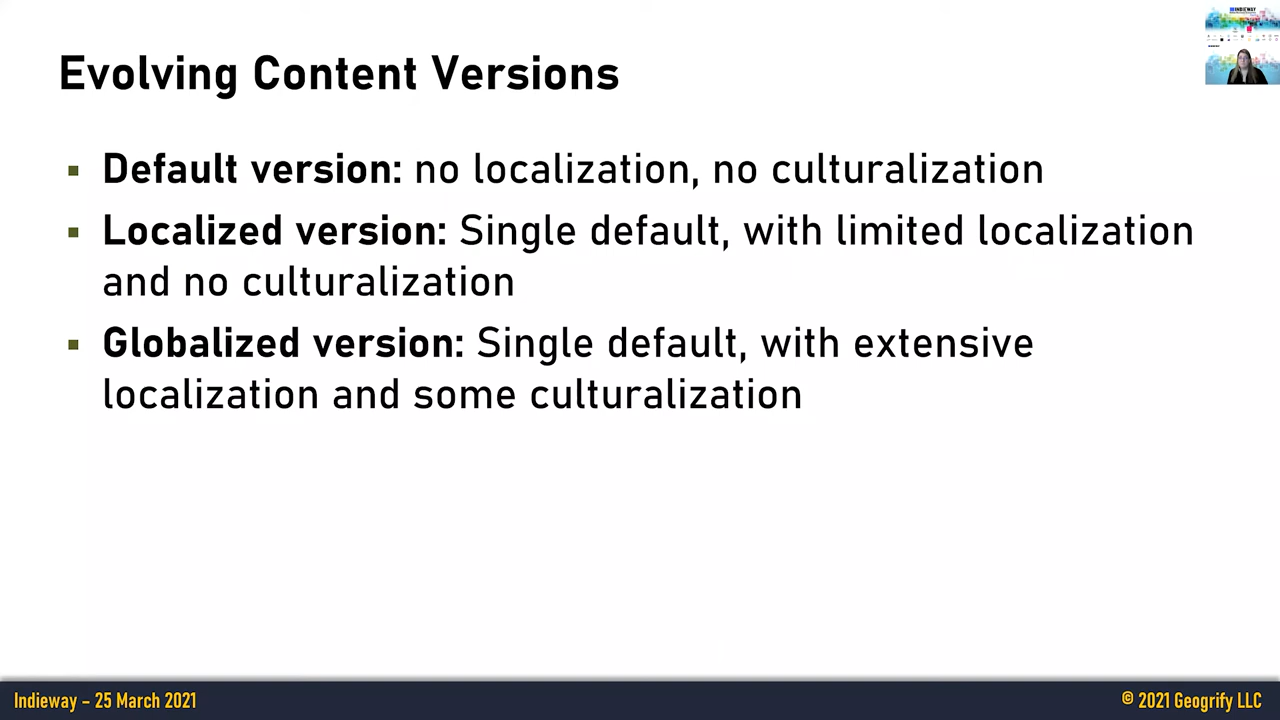 Evolving Content Versions
INDIEWAY
▪ Default version: no localization, no culturalization
▪ Localized version: Single default, with limited localization
and no culturalization
▪ Globalized version: Single default, with extensive
localization and some culturalization
Indieway – 25 March 2021
© 2021 Geogrify LLC